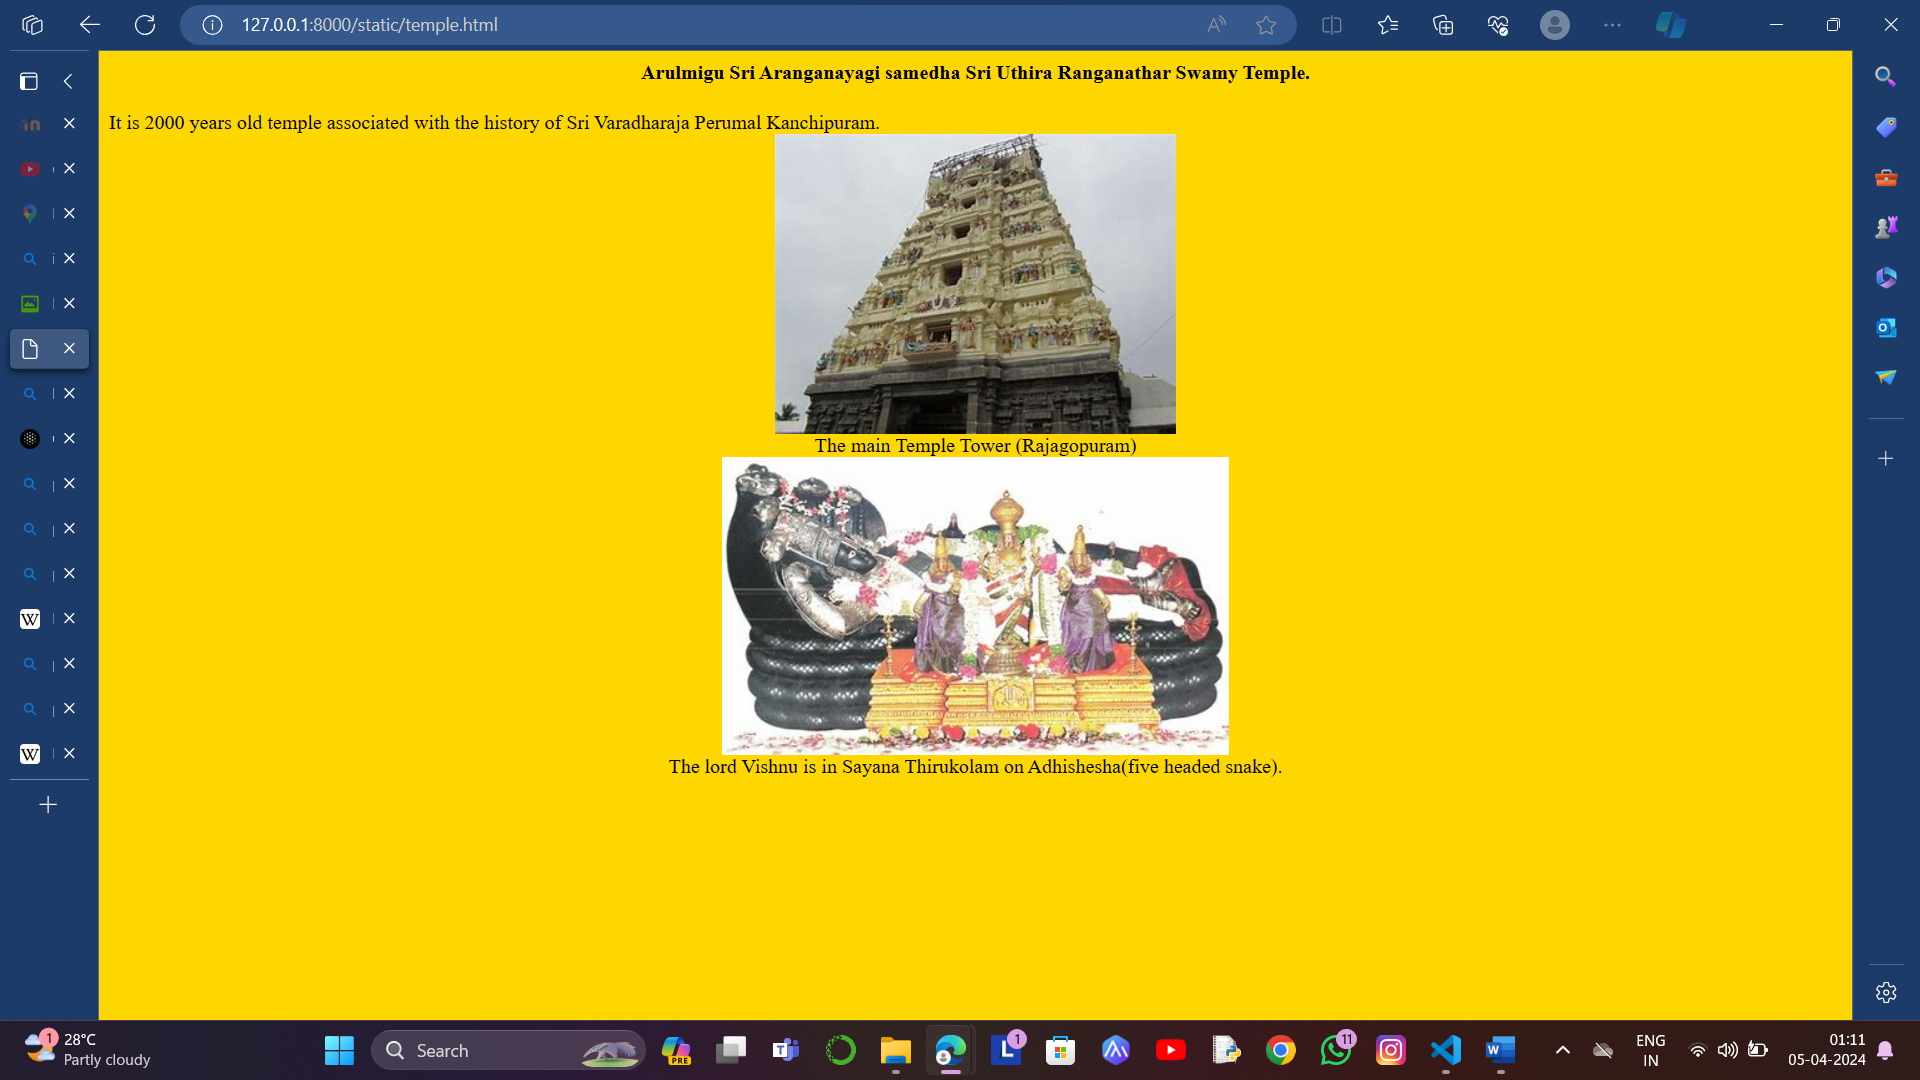 127.0.0.1:8000/static/temple.html
Arulmigu Sri Aranganayagi samedha Sri Uthira Ranganathar Swamy Temple.
It is 2000 years old temple associated with the history of Sri Varadharaja Perumal Kanchipuram.
The main Temple Tower (Rajagopuram)
The lord Vishnu is in Sayana Thirukolam on Adhishesha(five headed snake).
1
28°C
Partly cloudy
Search
PRE
1
11
ENG
IN
01:11
05-04-2024